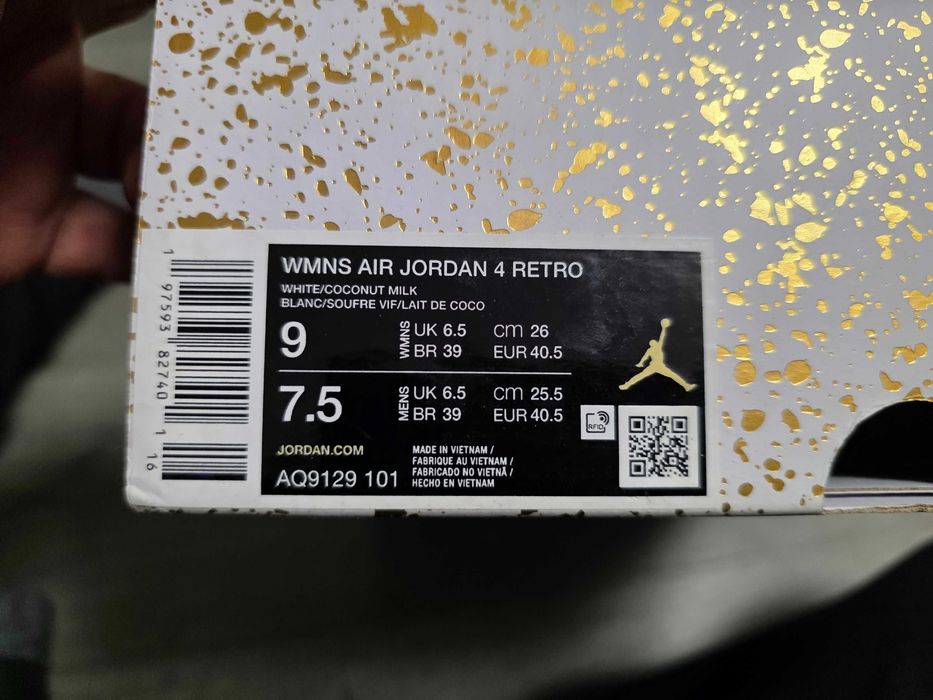 WMNS AIR JORDAN 4 RETRO
WHITE/COCONUT MILK
BLANC/SOUFRE VIF/LAIT DE COCO
9 WMNS UK 6.5 cm 26
BR 39 EUR 40.5
7.5 MENS UK 6.5 cm 25.5
BR 39 EUR 40.5
RFID
JORDAN.COM
AQ9129 101
MADE IN VIETNAM /
FABRIQUE AU VIETNAM /
FABRICADO NO VIETNÃ /
HECHO EN VIETNAM
1 97593 82740 1 16